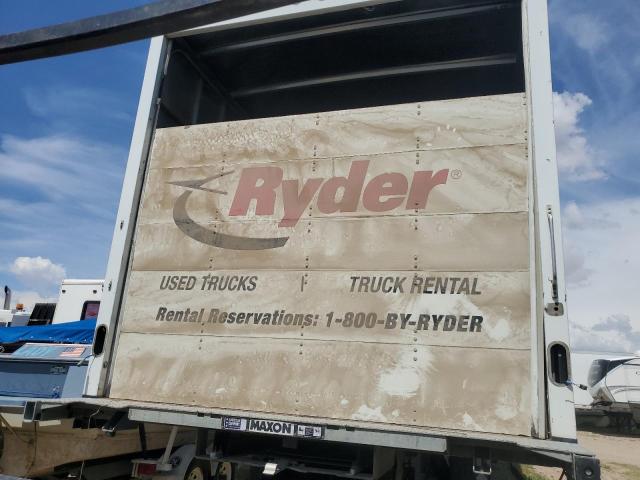 Ryder®
USED TRUCKS TRUCK RENTAL
Rental Reservations: 1-800-BY-RYDER
MAXON